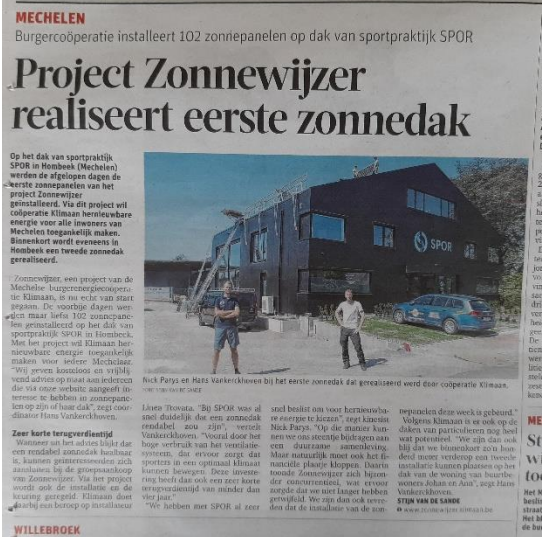 MECHELEN
Burgercoöperatie installeert 102 zonnepanelen op dak van sportpraktijk SPOR
Project Zonnewijzer
realiseert eerste zonnedak
Op het dak van sportpraktijk
SPOR in Hombeek (Mechelen)
werden de afgelopen dagen de
eerste zonnepanelen van het
project Zonnewijzer
geïnstalleerd. Via dit project wil
coöperatie Klimaan hernieuwbare
energie voor alle inwoners van
Mechelen toegankelijk maken.
Binnenkort wordt eveneens in
Hombeek een tweede zonnedak
gerealiseerd.
SPOR
Nick Parys en Hans Vankerckhoven bij het eerste zonnedak dat gerealiseerd werd door coöperatie Klimaan.
Zonnewijzer, een project van de
Mechelse burgerenergiecoöpera-
tie Klimaan, is nu echt van start
gegaan. De voorbije dagen wer-
den maar liefst 102 zonnepane-
len geïnstalleerd op het dak van
sportpraktijk SPOR in Hombeek.
Met het project wil Klimaan her-
nieuwbare energie toegankelijk
maken voor iedere Mechelaar.
"Wij geven kosteloos en vrijblij-
vend advies op maat aan iedereen
die via onze website aangeeft in-
teresse te hebben in zonnepane-
len op zijn of haar dak", zegt coör-
dinator Hans Vankerckhoven.
Zeer korte terugverdientijd
Wanneer uit het advies blijkt dat
een rendabel zonnedak haalbaar
is, kunnen geïnteresseerden zich
aansluiten bij de groepsaankoop
van Zonnewijzer. Via het project
wordt ook de installatie en de
keuring geregeld. Klimaan doet
daarbij een beroep op installateur
Linea Trovata. "Bij SPOR was al
snel duidelijk dat een zonnedak
rendabel zou zijn", vertelt
Vankerckhoven. "Vooral door het
verbruik van het ventilatie-
systeem, dat ervoor zorgt dat
sporters in een optimaal klimaat
kunnen bewegen. Deze investe-
ring heeft dan ook een zeer korte
terugverdientijd van minder dan
vier jaar."
"We hebben met SPOR al zeer
snel beslist om voor hernieuwba-
re energie te kiezen", zegt kinesist
Nick Parys. "Op die manier kun-
nen we ons steentje bijdragen aan
een duurzame samenleving.
Maar natuurlijk moet ook het fi-
nanciële plaatje kloppen. Daarin
toonde Zonnewijzer zich bijzon-
der concurrentieel, wat ervoor
zorgde dat we niet langer hebben
getwijfeld. We zijn dan ook tevre-
den dat de installatie van de zon-
nepanelen deze week is gebeurd."
Volgens Klimaan is er ook op de
daken van particulieren nog heel
wat potentieel. "We zijn dan ook
blij dat we binnenkort zo'n hon-
derd meter verderop een tweede
installatie kunnen plaatsen op het
dak van de woning van buurtbe-
woners Johan en Ana", zegt Hans
Vankerckhoven.
STIJN VAN DE SANDE
www.zonnewijzer.klimaan.be
WILLEBROEK
ME